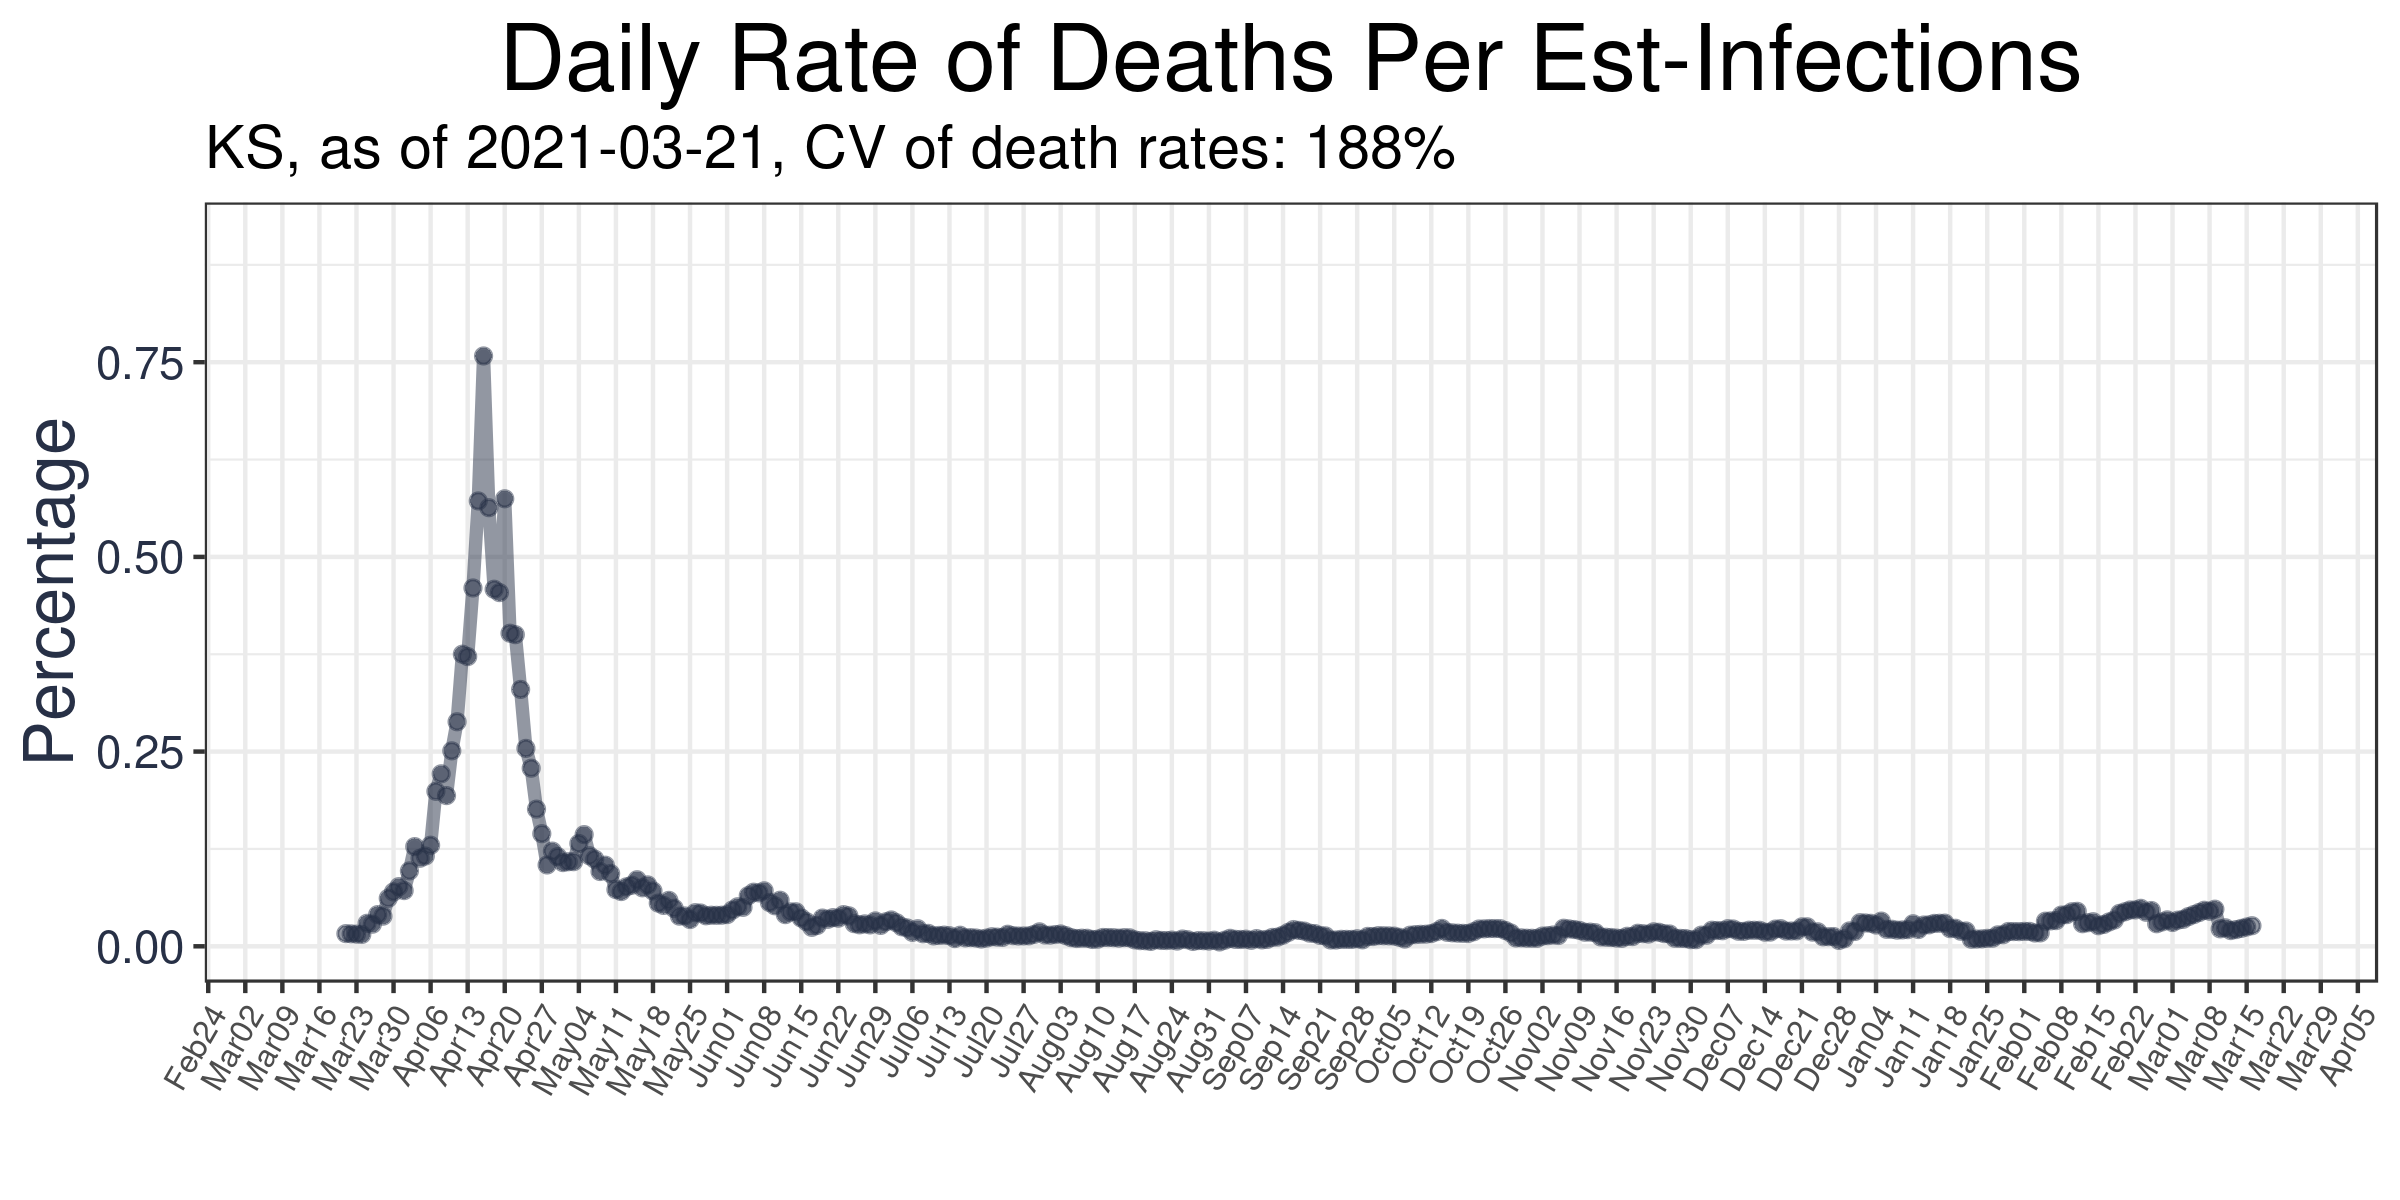 Daily Rate of Deaths Per Est-Infections
KS, as of 2021-03-21, CV of death rates: 188%
Percentage
0.75
0.50
0.25
0.00
Feb24 Mar02 Mar09 Mar16 Mar23 Mar30 Apr06 Apr13 Apr20 Apr27 May04 May11 May18 May25 Jun01 Jun08 Jun15 Jun22 Jun29 Jul06 Jul13 Jul20 Jul27 Aug03 Aug10 Aug17 Aug24 Aug31 Sep07 Sep14 Sep21 Sep28 Oct05 Oct12 Oct19 Oct26 Nov02 Nov09 Nov16 Nov23 Nov30 Dec07 Dec14 Dec21 Dec28 Jan04 Jan11 Jan18 Jan25 Feb01 Feb08 Feb15 Feb22 Mar01 Mar08 Mar15 Mar22 Mar29 Apr05